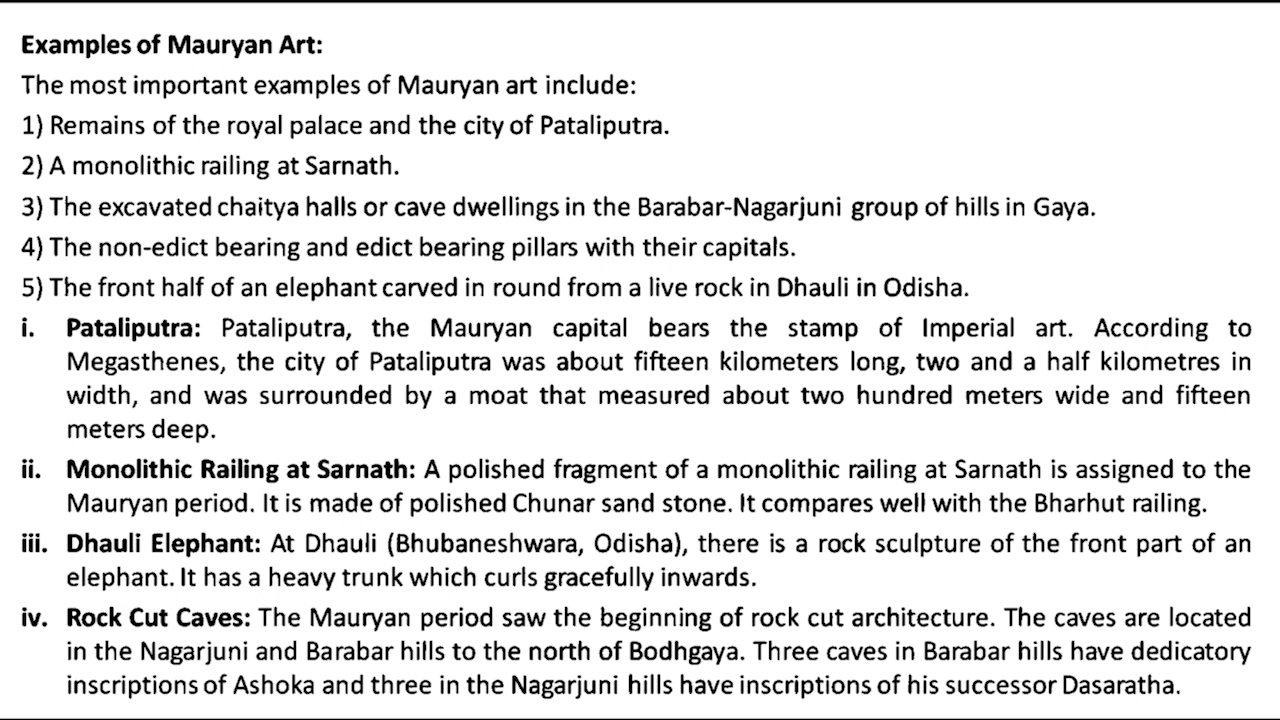 Examples of Mauryan Art:
The most important examples of Mauryan art include:
1) Remains of the royal palace and the city of Pataliputra.
2) A monolithic railing at Sarnath.
3) The excavated chaitya halls or cave dwellings in the Barabar-Nagarjuni group of hills in Gaya.
4) The non-edict bearing and edict bearing pillars with their capitals.
5) The front half of an elephant carved in round from a live rock in Dhauli in Odisha.
i. Pataliputra: Pataliputra, the Mauryan capital bears the stamp of Imperial art. According to
Megasthenes, the city of Pataliputra was about fifteen kilometers long, two and a half kilometres in
width, and was surrounded by a moat that measured about two hundred meters wide and fifteen
meters deep.
ii. Monolithic Railing at Sarnath: A polished fragment of a monolithic railing at Sarnath is assigned to the
Mauryan period. It is made of polished Chunar sand stone. It compares well with the Bharhut railing.
iii. Dhauli Elephant: At Dhauli (Bhubaneshwara, Odisha), there is a rock sculpture of the front part of an
elephant. It has a heavy trunk which curls gracefully inwards.
iv. Rock Cut Caves: The Mauryan period saw the beginning of rock cut architecture. The caves are located
in the Nagarjuni and Barabar hills to the north of Bodhgaya. Three caves in Barabar hills have dedicatory
inscriptions of Ashoka and three in the Nagarjuni hills have inscriptions of his successor Dasaratha.